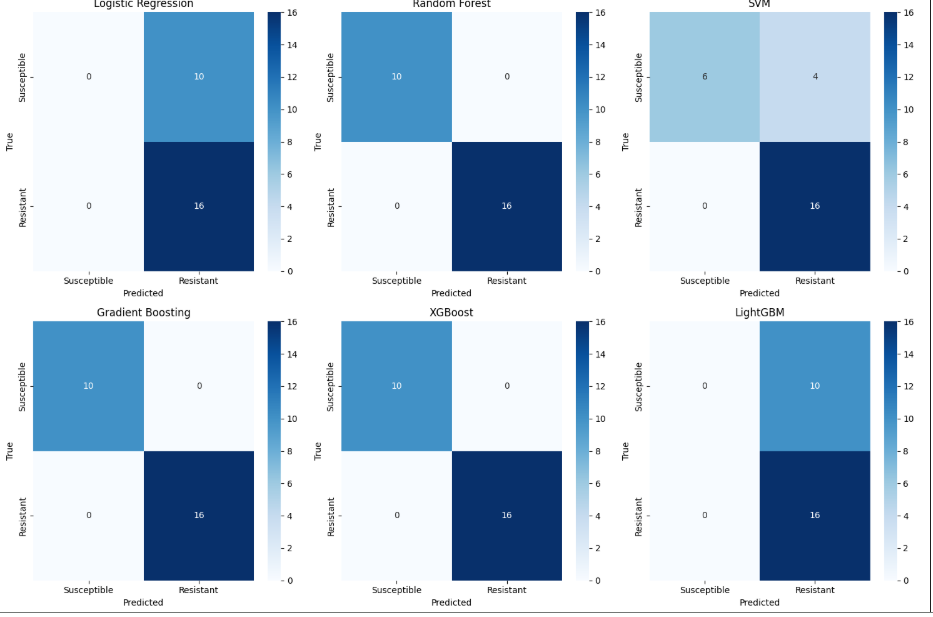 Logistic Regression
Random Forest
SVM
True
Susceptible
Resistant
0
10
0
16
Susceptible
Resistant
Predicted
16
14
12
10
8
6
4
2
0
True
Susceptible
Resistant
10
0
0
16
Susceptible
Resistant
Predicted
16
14
12
10
8
6
4
2
0
True
Susceptible
Resistant
6
4
0
16
Susceptible
Resistant
Predicted
16
14
12
10
8
6
4
2
0
Gradient Boosting
XGBoost
LightGBM
True
Susceptible
Resistant
10
0
0
16
Susceptible
Resistant
Predicted
16
14
12
10
8
6
4
2
0
True
Susceptible
Resistant
10
0
0
16
Susceptible
Resistant
Predicted
16
14
12
10
8
6
4
2
0
True
Susceptible
Resistant
0
10
0
16
Susceptible
Resistant
Predicted
16
14
12
10
8
6
4
2
0